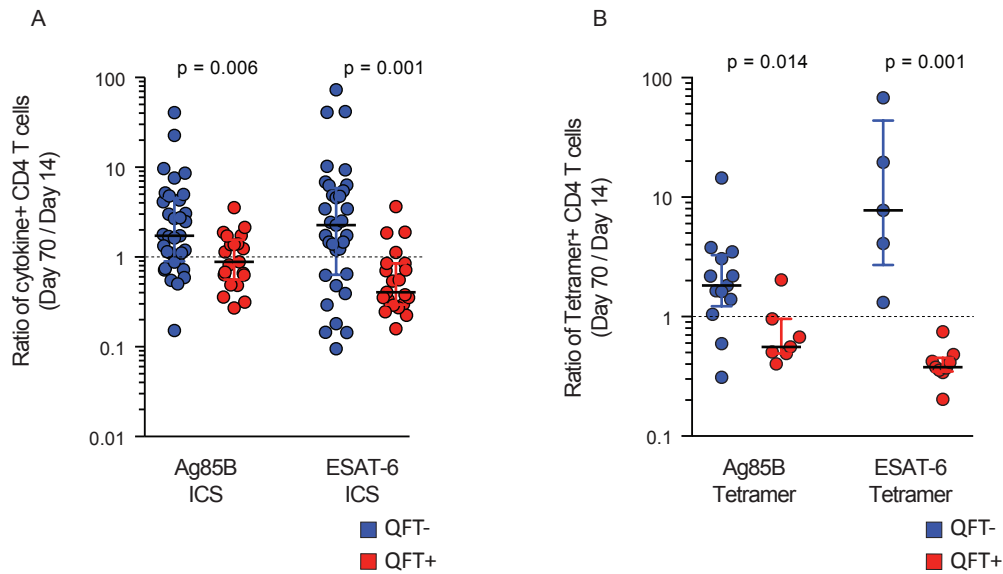 A
p = 0.006
p = 0.001
Ratio of cytokine+ CD4 T cells
(Day 70 / Day 14)
100
10
1
0.1
0.01
Ag85B
ICS
ESAT-6
ICS
QFT-
QFT+
B
p = 0.014
p = 0.001
Ratio of Tetramer+ CD4 T cells
(Day 70 / Day 14)
100
10
1
0.1
Ag85B
Tetramer
ESAT-6
Tetramer
QFT-
QFT+